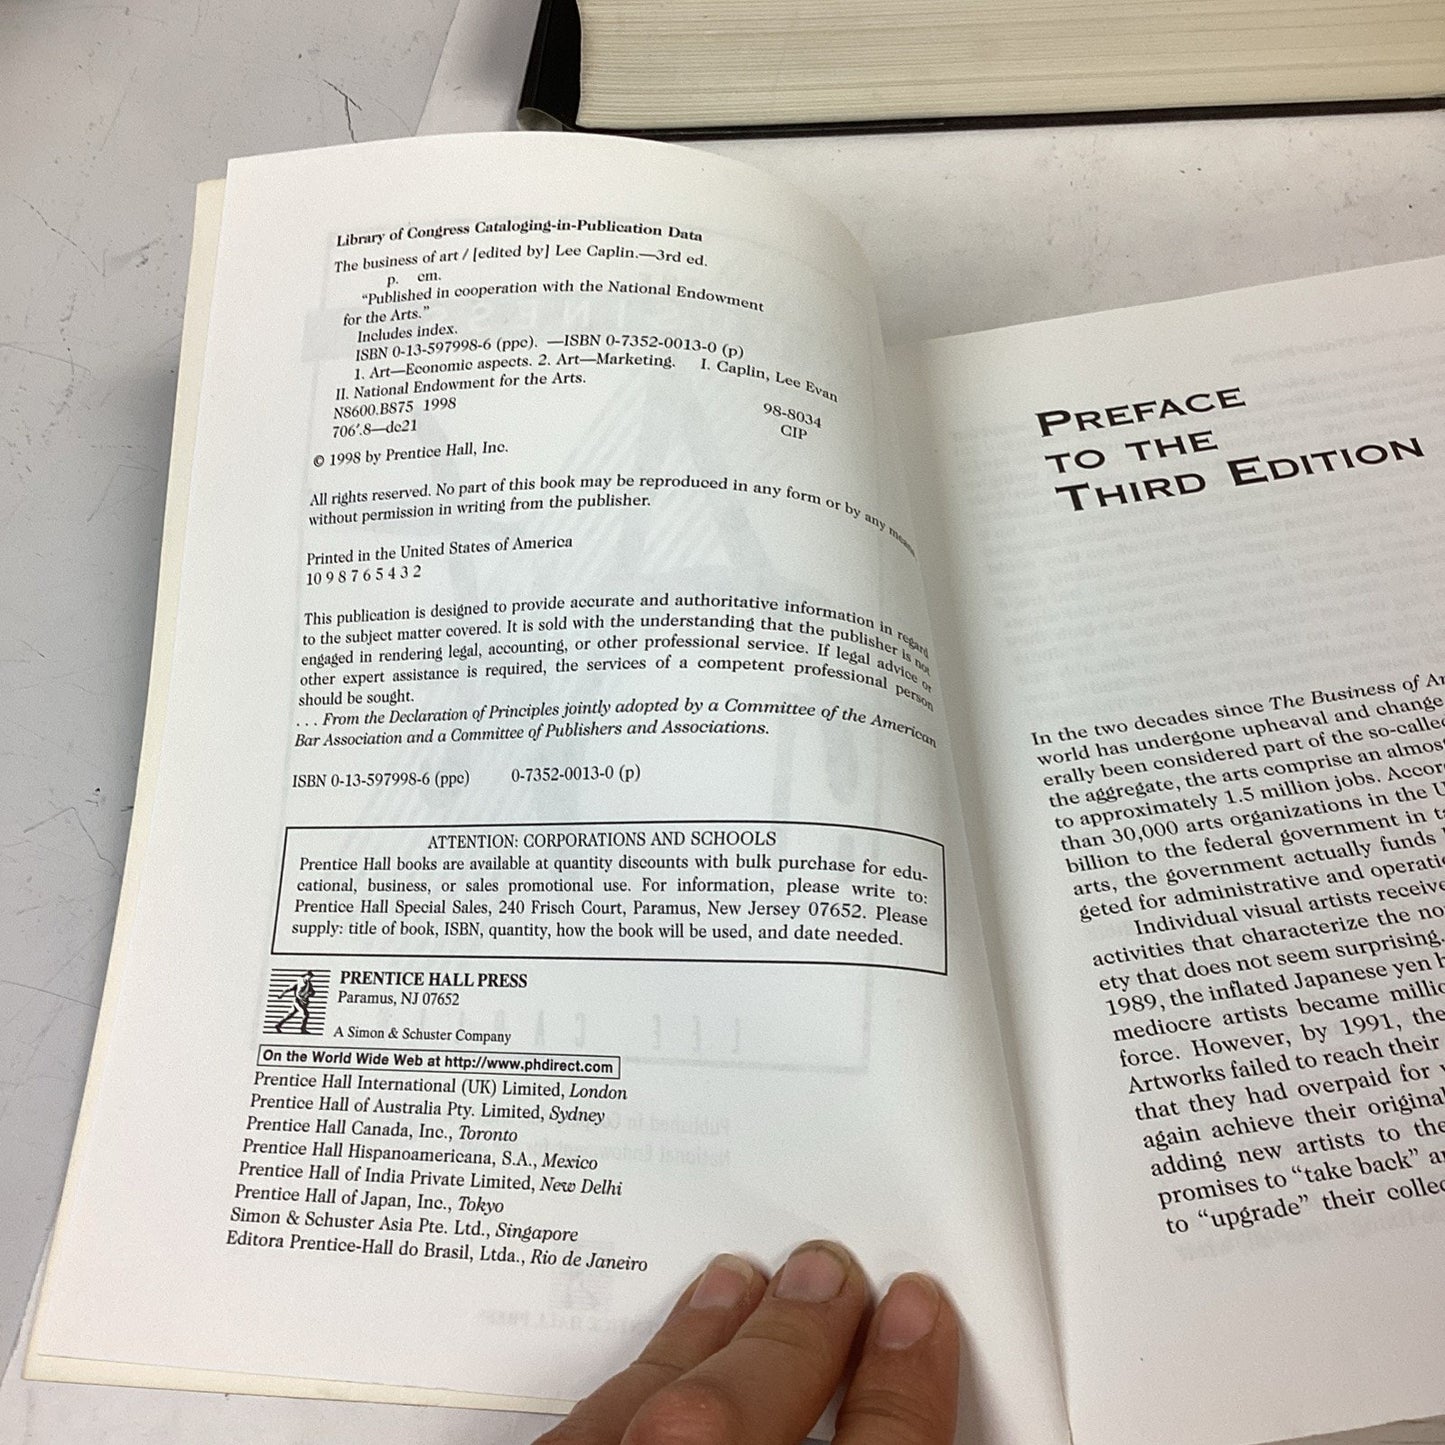 Library of Congress Cataloging-in-Publication Data
The business of art / [edited by] Lee Caplin.—3rd ed.
p. cm.
"Published in cooperation with the National Endowment
for the Arts."
Includes index.
ISBN 0-13-597998-6 (ppc). —ISBN 0-7352-0013-0 (p)
1. Art—Economic aspects. 2. Art—Marketing. I. Caplin, Lee Evan
II. National Endowment for the Arts.
N8600.B875 1998
706'.8—dc21
98-8034
CIP
© 1998 by Prentice Hall, Inc.
All rights reserved. No part of this book may be reproduced in any form or by any means
without permission in writing from the publisher.
Printed in the United States of America
10 9 8 7 6 5 4 3 2
This publication is designed to provide accurate and authoritative information in regard
to the subject matter covered. It is sold with the understanding that the publisher is not
engaged in rendering legal, accounting, or other professional service. If legal advice or
other expert assistance is required, the services of a competent professional person
should be sought.
. . . From the Declaration of Principles jointly adopted by a Committee of the American
Bar Association and a Committee of Publishers and Associations.
ISBN 0-13-597998-6 (ppc) 0-7352-0013-0 (p)
ATTENTION: CORPORATIONS AND SCHOOLS
Prentice Hall books are available at quantity discounts with bulk purchase for edu-
cational, business, or sales promotional use. For information, please write to:
Prentice Hall Special Sales, 240 Frisch Court, Paramus, New Jersey 07652. Please
supply: title of book, ISBN, quantity, how the book will be used, and date needed.
PRENTICE HALL PRESS
Paramus, NJ 07652
A Simon & Schuster Company
On the World Wide Web at http://www.phdirect.com
Prentice Hall International (UK) Limited, London
Prentice Hall of Australia Pty. Limited, Sydney
Prentice Hall Canada, Inc., Toronto
Prentice Hall Hispanoamericana, S.A., Mexico
Prentice Hall of India Private Limited, New Delhi
Prentice Hall of Japan, Inc., Tokyo
Simon & Schuster Asia Pte. Ltd., Singapore
Editora Prentice-Hall do Brasil, Ltda., Rio de Janeiro
PREFACE
TO THE
THIRD EDITION
In the two decades since The Business of Ar
world has undergone upheaval and change
erally been considered part of the so-calle
the aggregate, the arts comprise an almos
to approximately 1.5 million jobs. Accor
than 30,000 arts organizations in the U
billion to the federal government in t
arts, the government actually funds
geted for administrative and operati
Individual visual artists receive
activities that characterize the no
ety that does not seem surprising.
1989, the inflated Japanese yen h
mediocre artists became millio
force. However, by 1991, the
Artworks failed to reach their
that they had overpaid for
again achieve their original
adding new artists to the
promises to "take back" a
to "upgrade" their collec